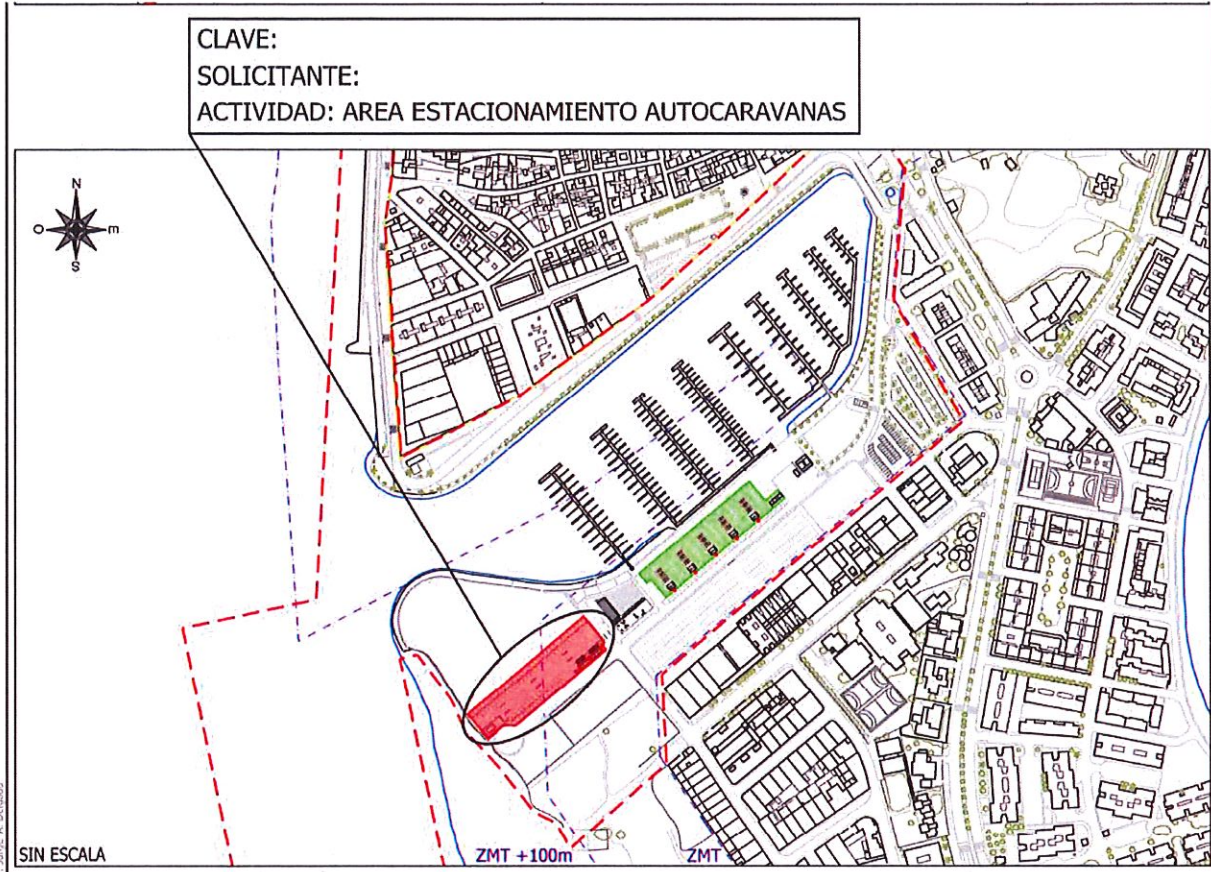 CLAVE:
SOLICITANTE:
ACTIVIDAD: AREA ESTACIONAMIENTO AUTOCARAVANAS
N
O
E
S
SIN ESCALA
ZMT +100m
ZMT